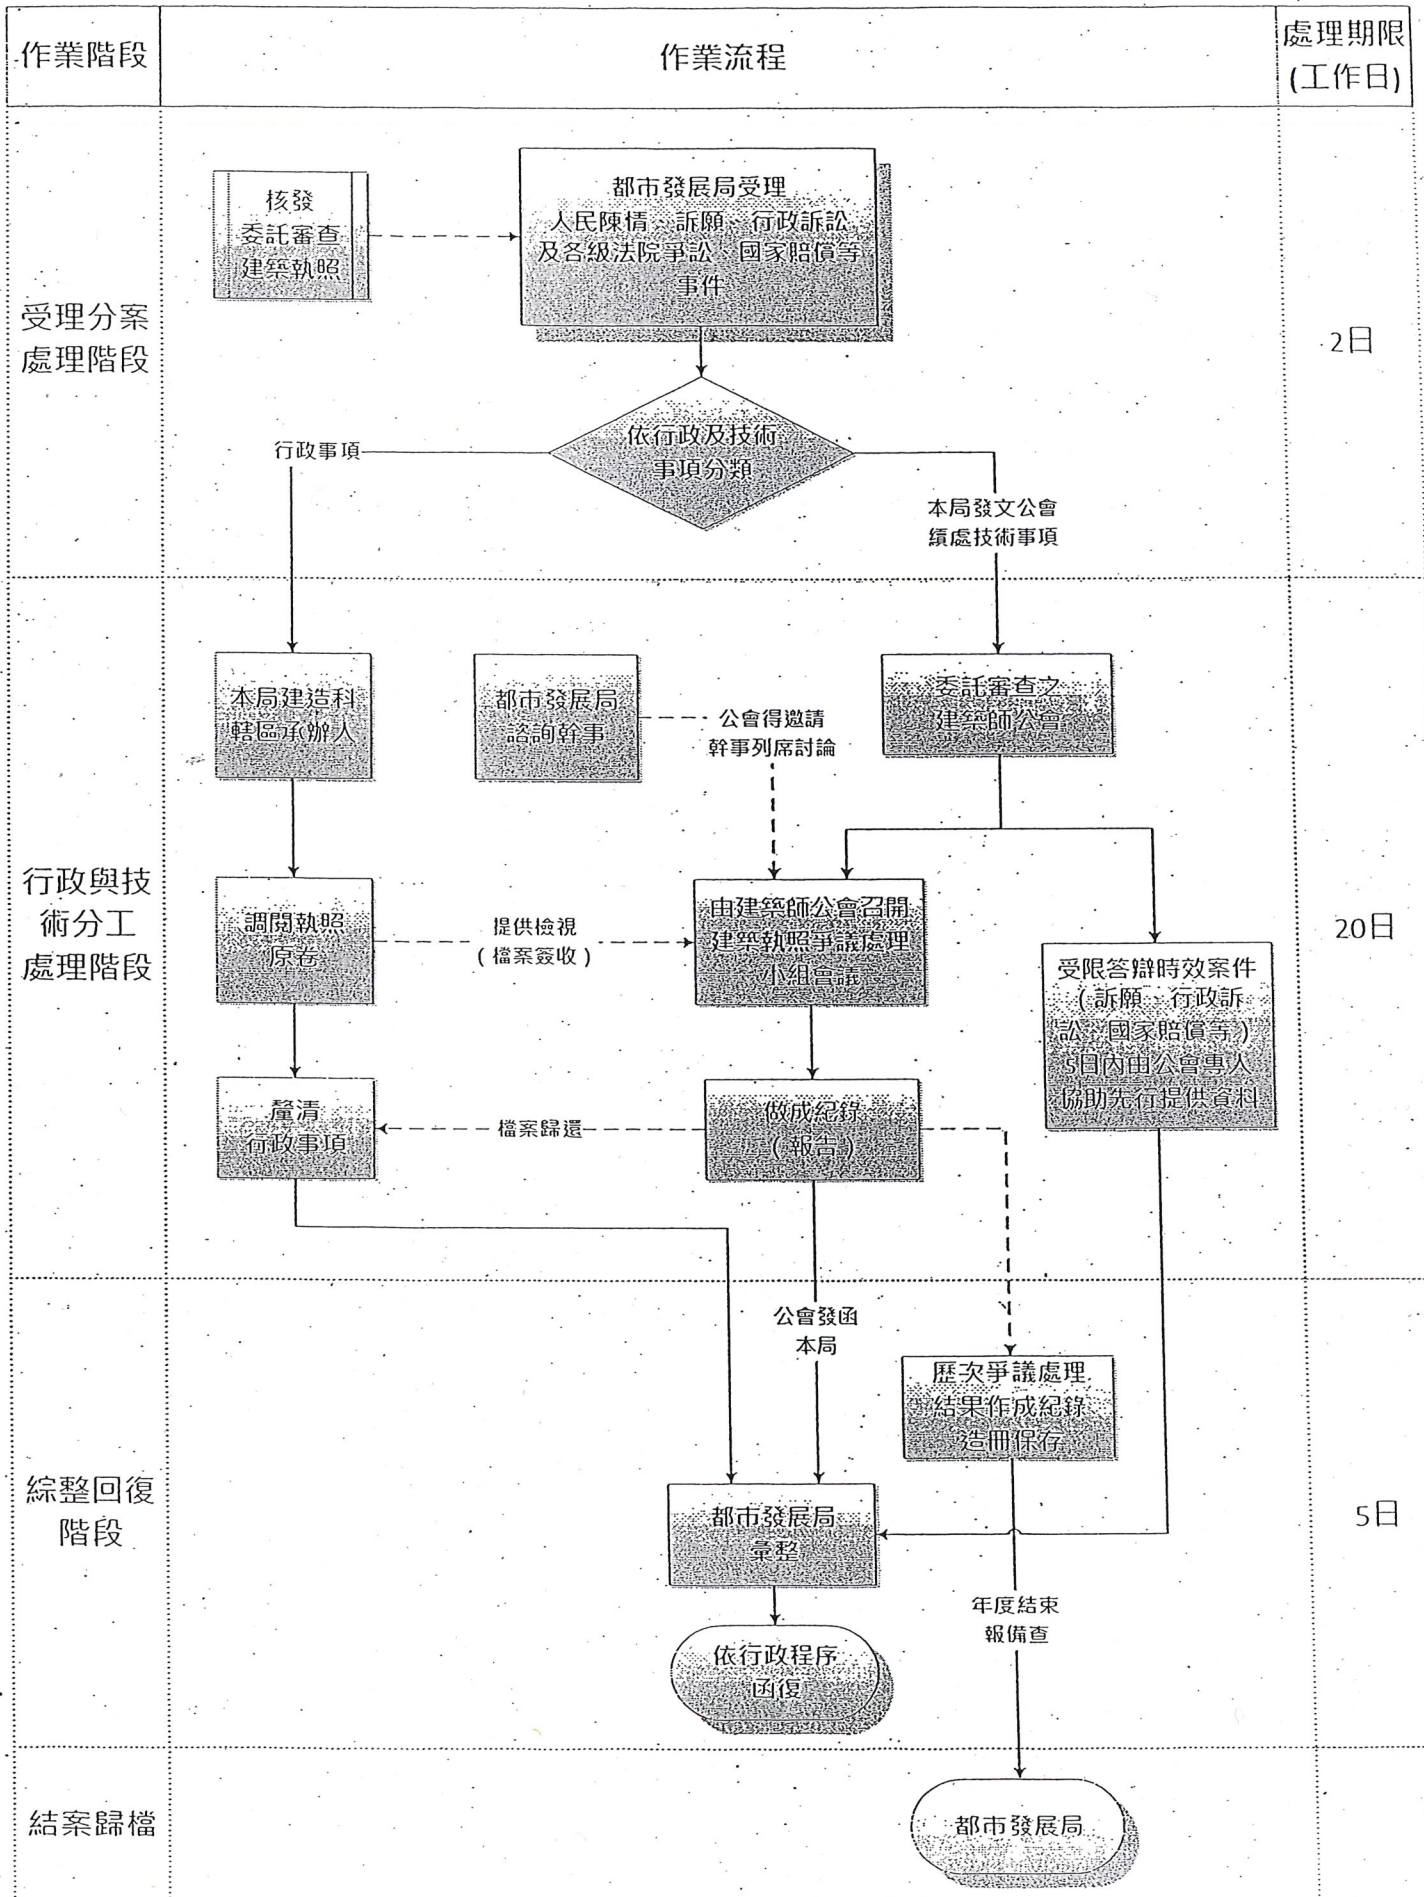 作業階段
作業流程
處理期限
(工作日)
受理分案
處理階段
核發
委託審查
建築執照
都市發展局受理
人民陳情、訴願、行政訴訟
及各級法院爭訟、國家賠償等
事件
2日
依行政及技術
事項分類
行政事項
本局發文公會
續處技術事項
行政與技
術分工
處理階段
本局建造科
轄區承辦人
都市發展局
諮詢幹事
公會得邀請
幹事列席討論
委託審查之
建築師公會
調閱執照
原卷
提供檢視
(檔案簽收)
由建築師公會召開
建築執照爭議處理
小組會議
受限答辯時效案件
(訴願、行政訴
訟、國家賠償等)
5日內由公會專人
協助先行提供資料
20日
釐清
行政事項
檔案歸還
做成紀錄
(報告)
綜整回復
階段
公會發函
本局
歷次爭議處理
結果作成紀錄
造冊保存
都市發展局
彙整
5日
年度結束
報備查
依行政程序
函復
結案歸檔
都市發展局